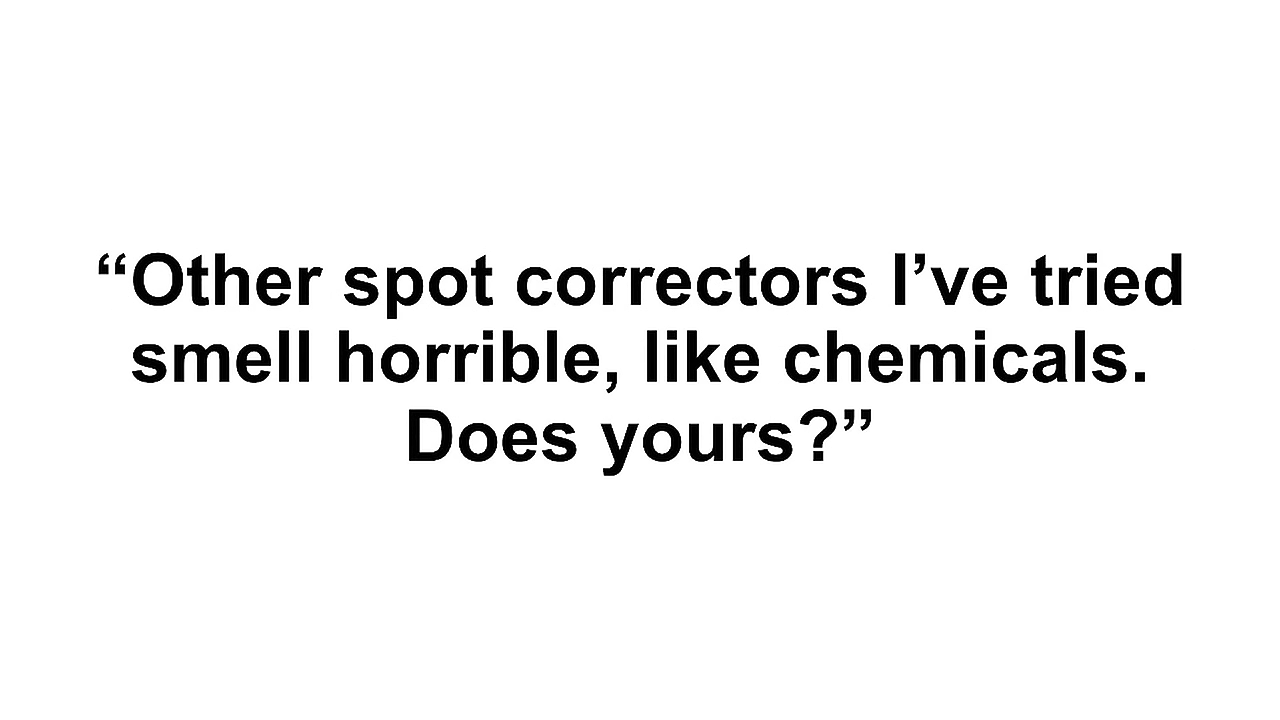 “Other spot correctors I’ve tried
smell horrible, like chemicals.
Does yours?”